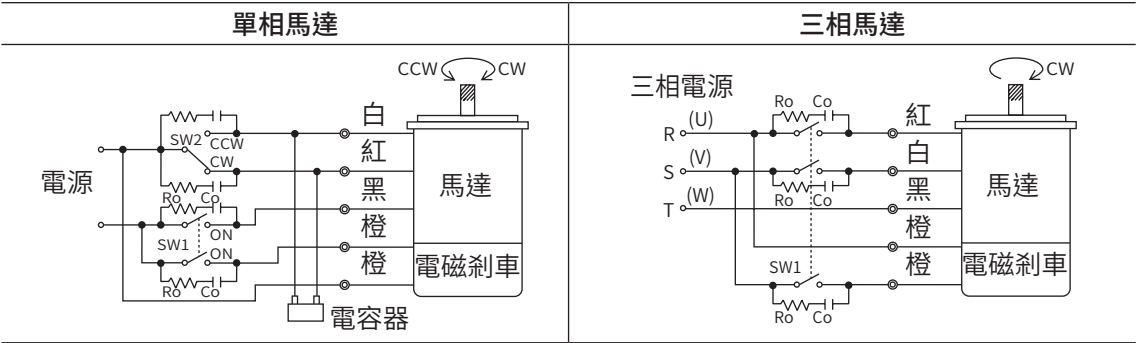 單相馬達
三相馬達
CCW CW
白
SW2 CCW
紅
CW
電源
Ro Co
黑
馬達
橙
ON
SW1
ON
橙
電磁剎車
Ro Co
電容器
CW
三相電源
Ro Co
R (U)
紅
S (V)
白
Ro Co
T (W)
黑
馬達
橙
SW1
橙
電磁剎車
Ro Co